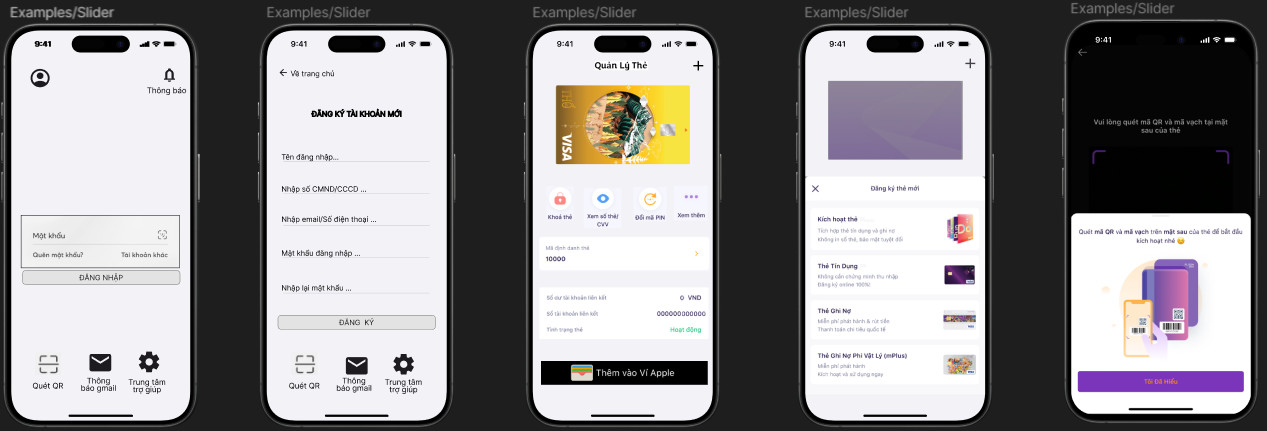 Examples/Slider
9:41
Thông báo
Mật khẩu
Quên mật khẩu?
Tài khoản khác
ĐĂNG NHẬP
Quét QR
Thông
báo gmail
Trung tâm
trợ giúp
Examples/Slider
9:41
Về trang chủ
ĐĂNG KÝ TÀI KHOẢN MỚI
Tên đăng nhập...
Nhập số CMND/CCCD ...
Nhập email/Số điện thoại ...
Mật khẩu đăng nhập ...
Nhập lại mật khẩu ...
ĐĂNG KÝ
Quét QR
Thông
báo gmail
Trung tâm
trợ giúp
Examples/Slider
9:41
Quản Lý Thẻ
VISA
Khoá thẻ
Xem số thẻ/
CVV
Đổi mã PIN
Xem thêm
Mã định danh thẻ
10000
Số dư tài khoản liên kết
0 VND
Số tài khoản liên kết
000000000000
Tình trạng thẻ
Hoạt động
Thêm vào Ví Apple
Examples/Slider
9:41
Đăng ký thẻ mới
Kích hoạt thẻ
Tích hợp thẻ tín dụng và ghi nợ
Không in số thẻ, bảo mật tuyệt đối
Thẻ Tín Dụng
Không cần chứng minh thu nhập
Đăng ký online 100%!
Thẻ Ghi Nợ
Miễn phí phát hành & rút tiền
Thanh toán chi tiêu quốc tế
Thẻ Ghi Nợ Phi Vật Lý (mPlus)
Miễn phí phát hành
Kích hoạt và sử dụng ngay
Examples/Slider
9:41
Vui lòng quét mã QR và mã vạch tại mặt
sau của thẻ
Quét mã QR và mã vạch trên mặt sau của thẻ để bắt đầu
kích hoạt nhé
Tôi Đã Hiểu